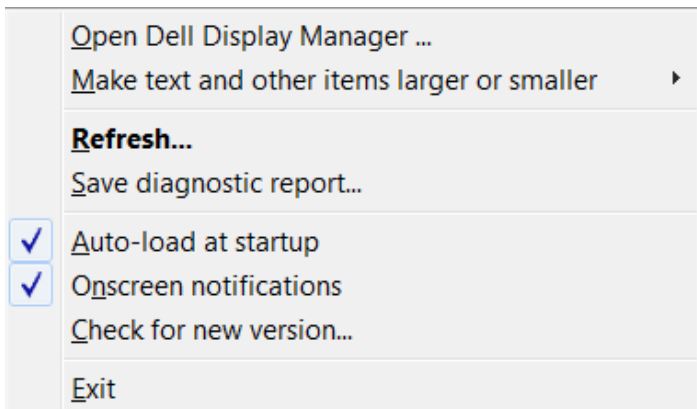 Open Dell Display Manager ...
Make text and other items larger or smaller
Refresh...
Save diagnostic report...
Auto-load at startup
Onscreen notifications
Check for new version...
Exit